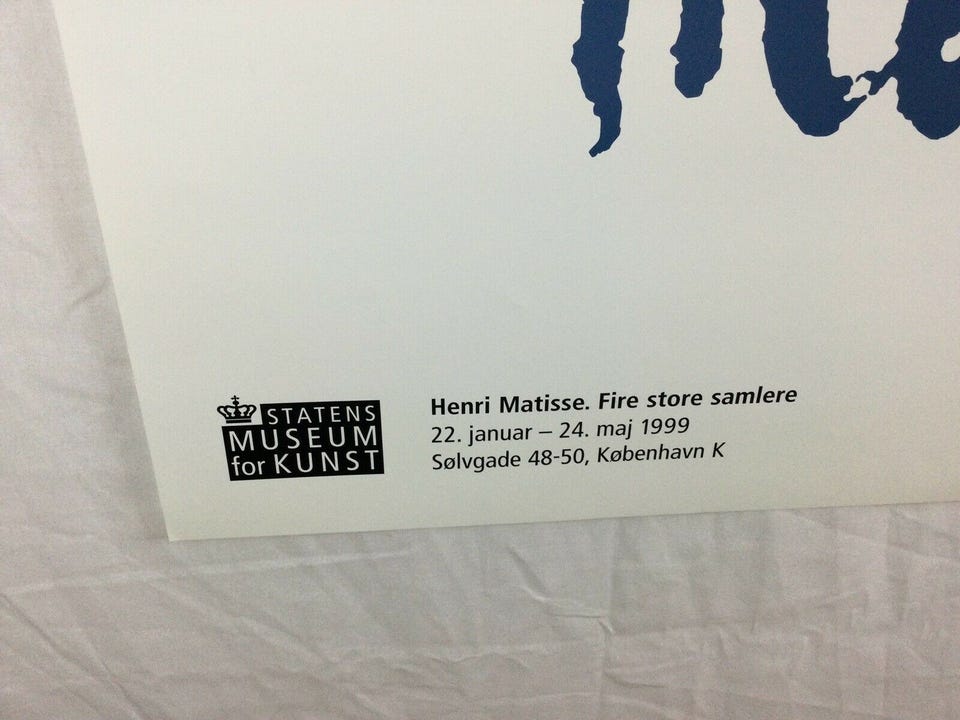 STATENS
MUSEUM
for KUNST
Henri Matisse. Fire store samlere
22. januar – 24. maj 1999
Sølvgade 48-50, København K